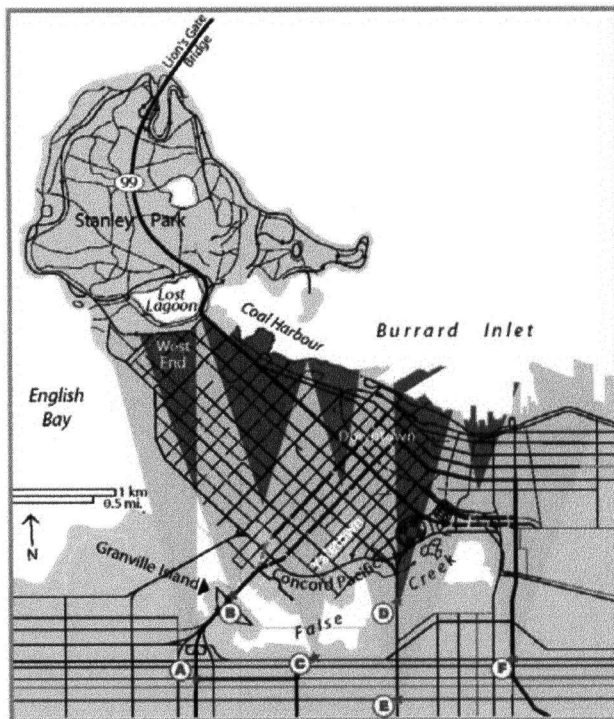 Lion's Gate
Bridge
99
Stanley Park
Lost
Lagoon
Coal Harbour
Burrard Inlet
West
End
English
Bay
Downtown
1 km
0.5 mi.
N
Granville Island
Concord Pacific
False Creek
B
D
A
C
F
E